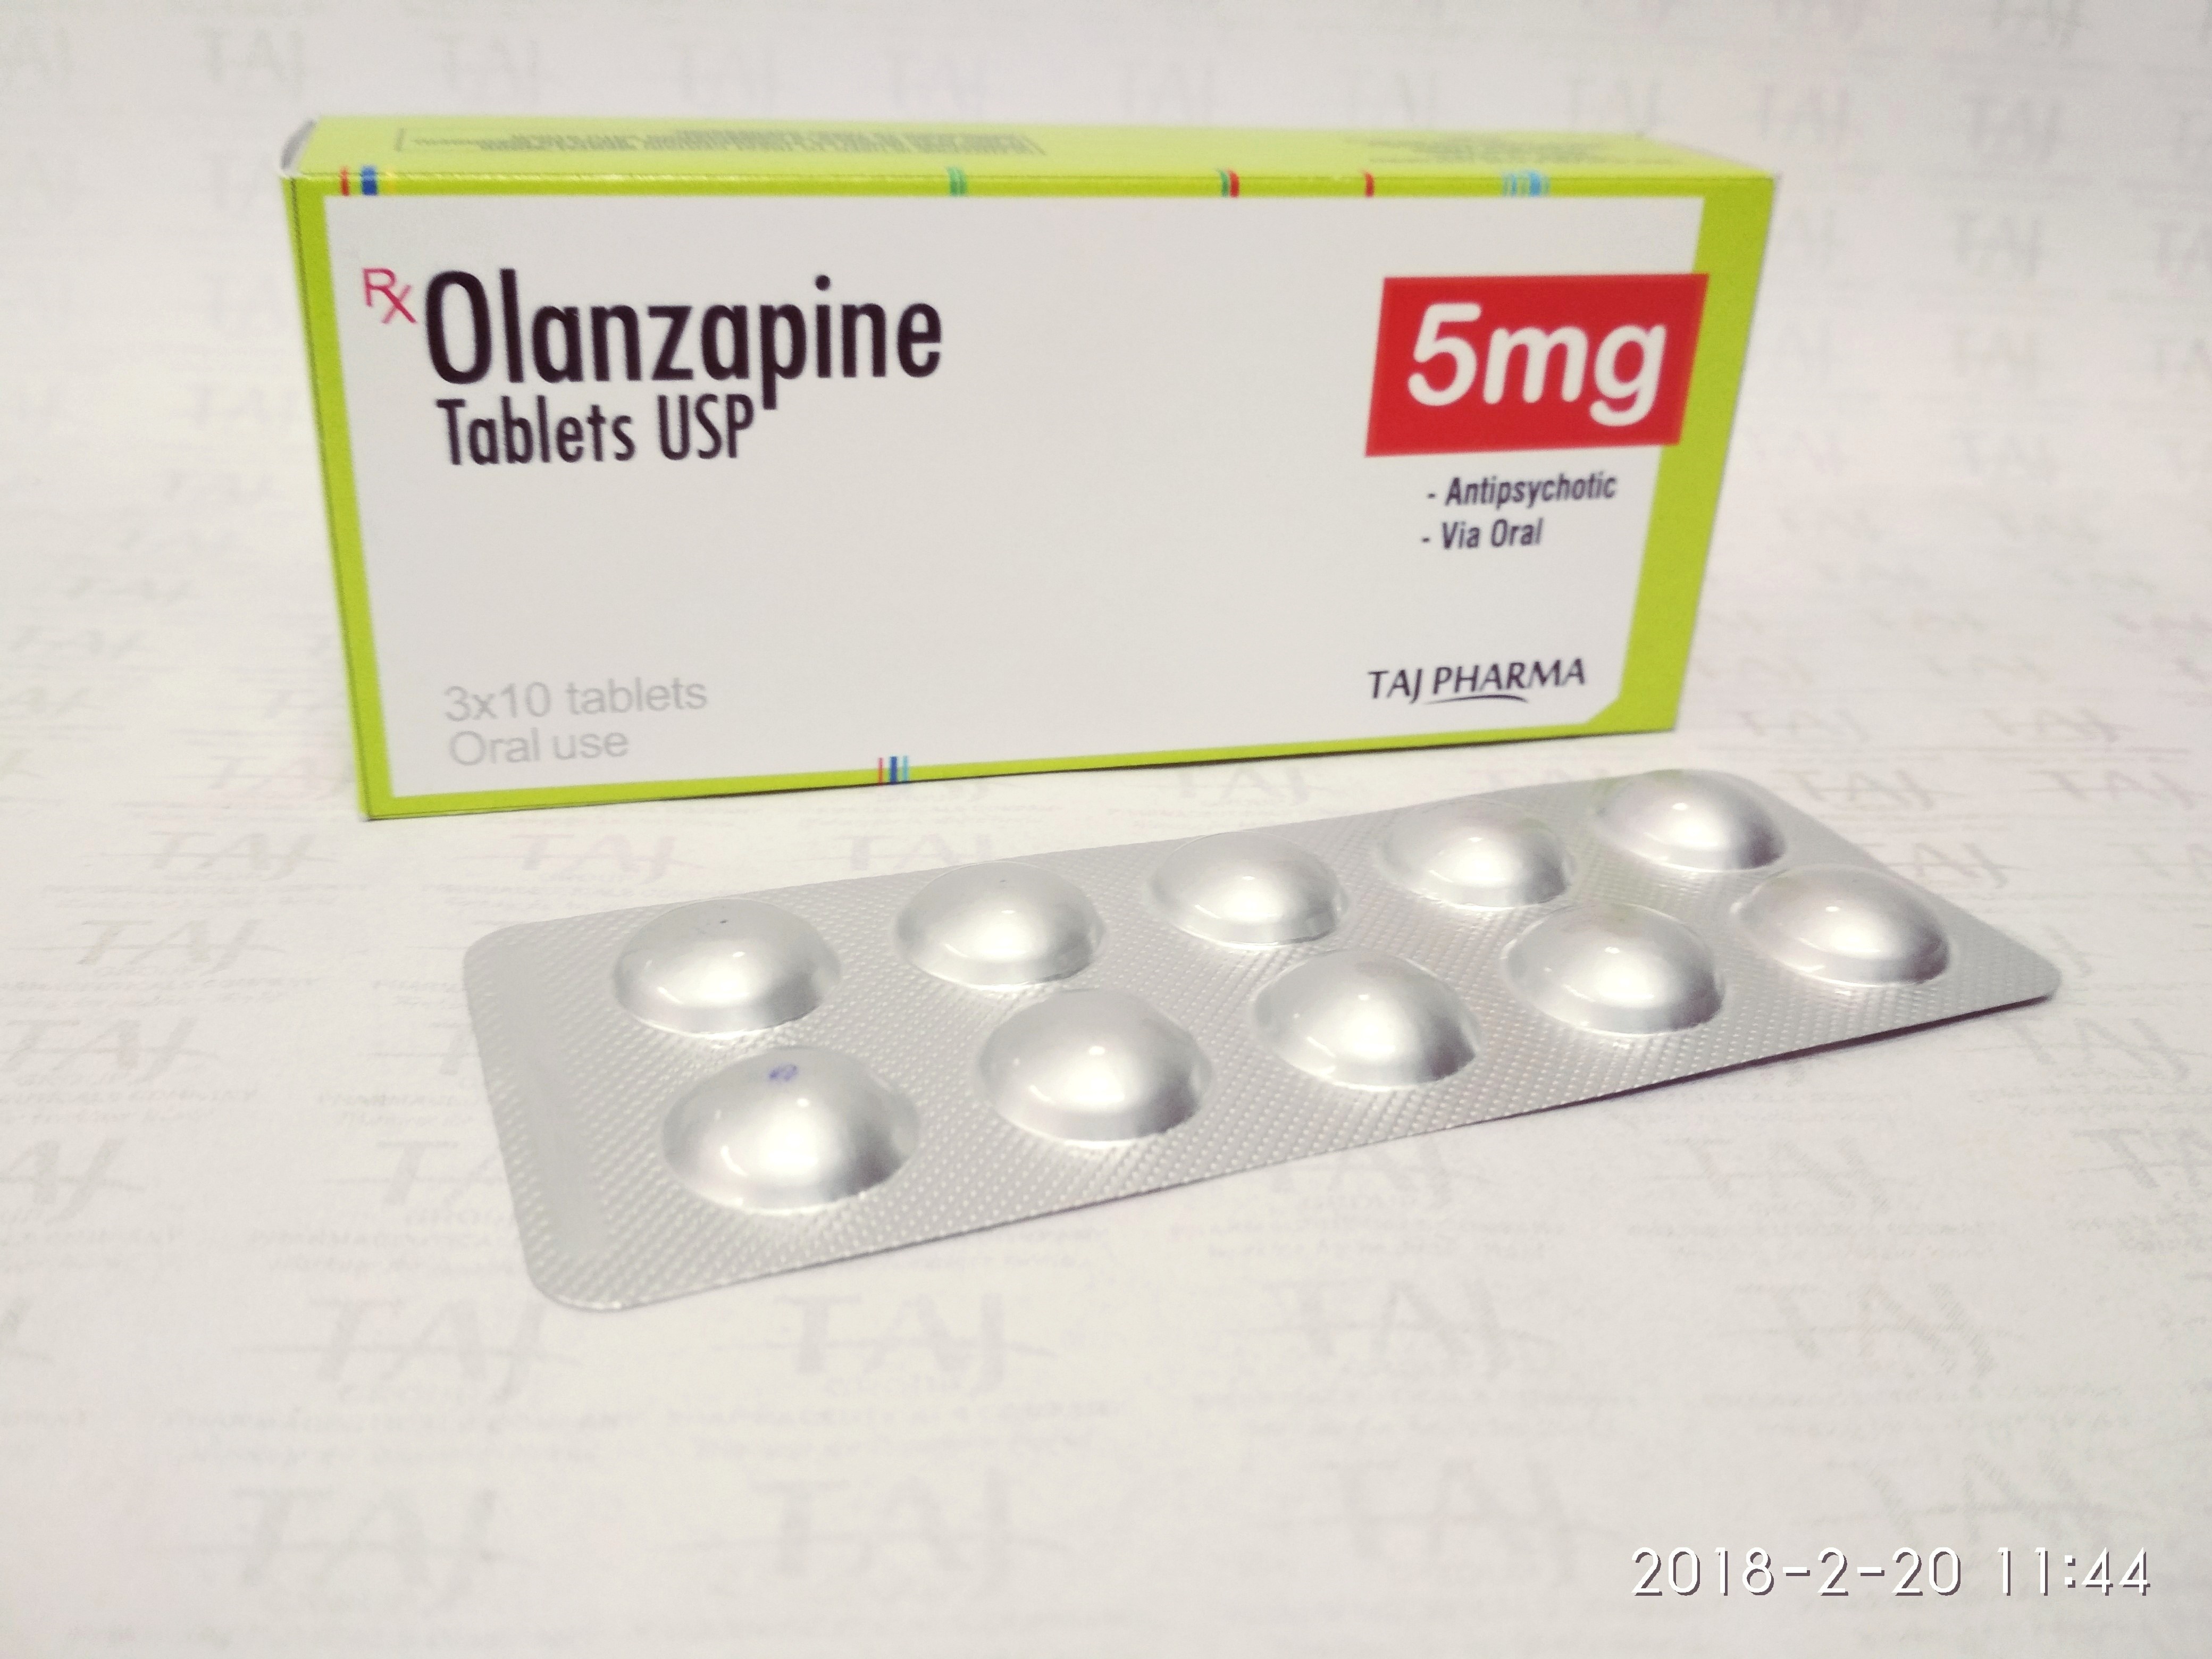 Rx Olanzapine
Tablets USP
5mg
- Antipsychotic
- Via Oral
3x10 tablets
Oral use
TAJ PHARMA
2018-2-20 11:44